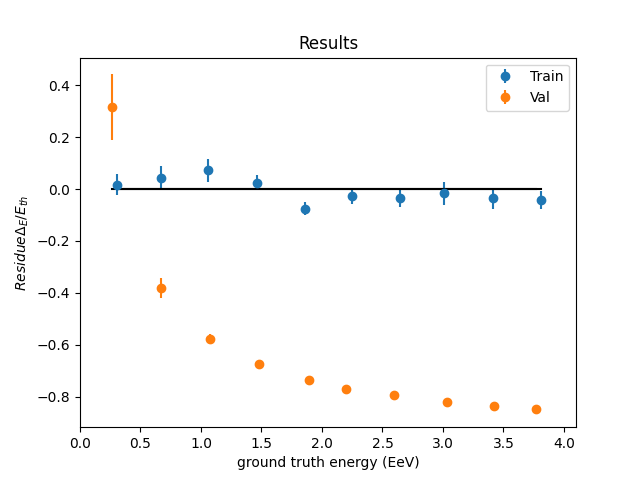 Results
Train
Val
0.4
0.2
0.0
−0.2
−0.4
−0.6
−0.8
ResidueΔ_E/E_th
0.0 0.5 1.0 1.5 2.0 2.5 3.0 3.5 4.0
ground truth energy (EeV)